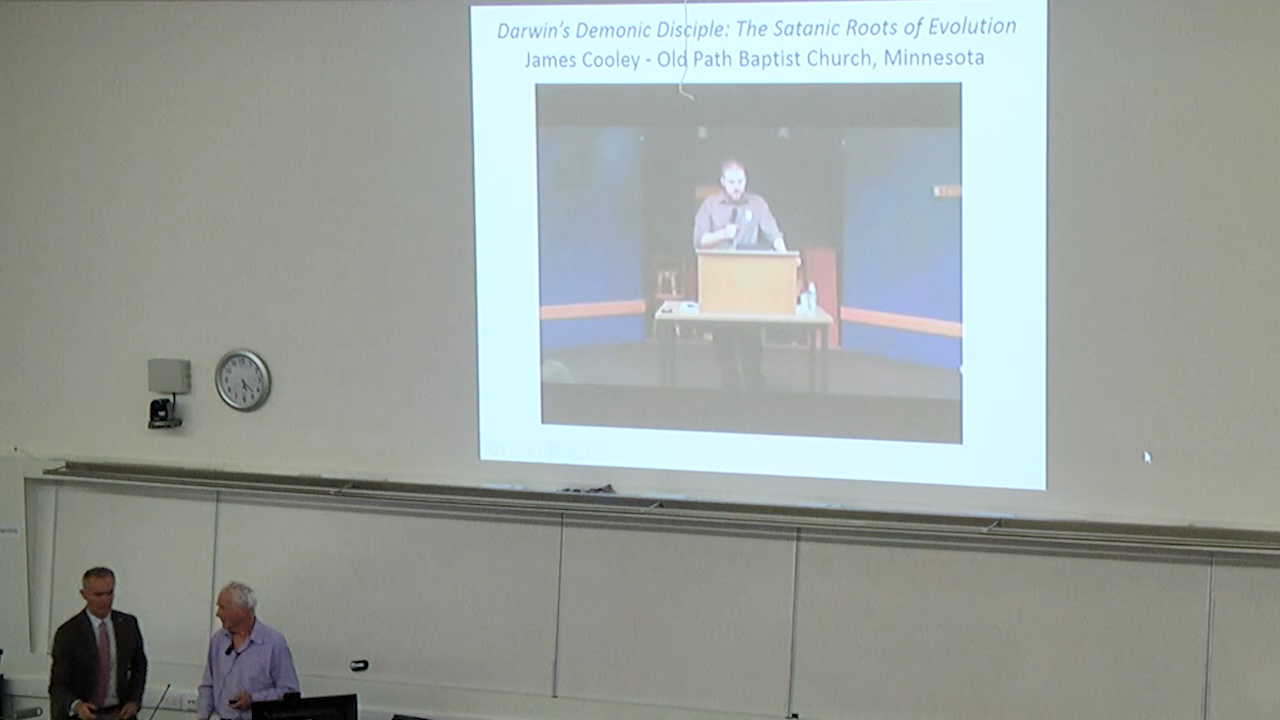 Darwin's Demonic Disciple: The Satanic Roots of Evolution
James Cooley - Old Path Baptist Church, Minnesota